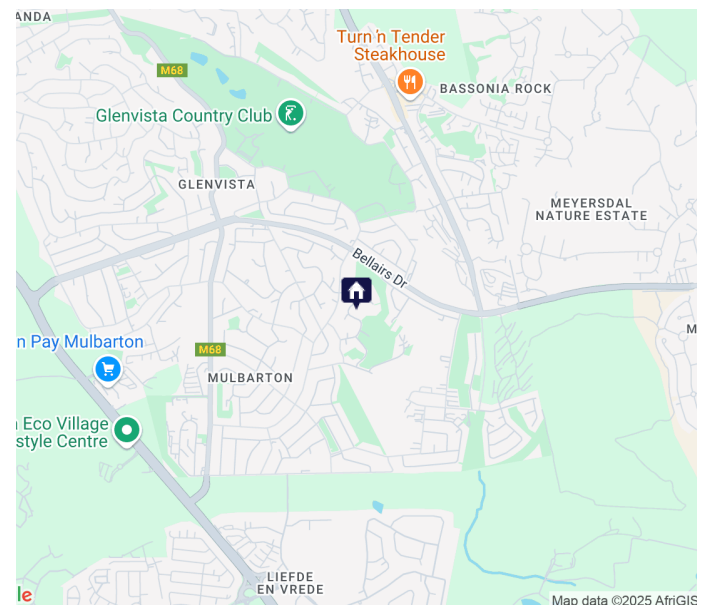 ANDA
Turn 'n Tender
Steakhouse
M68
BASSONIA ROCK
Glenvista Country Club
GLENVISTA
MEYERSDAL
NATURE ESTATE
Bellairs Dr
n Pay Mulbarton
M68
M
MULBARTON
Eco Village
style Centre
LIEFDE
EN VREDE
le
Map data ©2025 AfriGIS